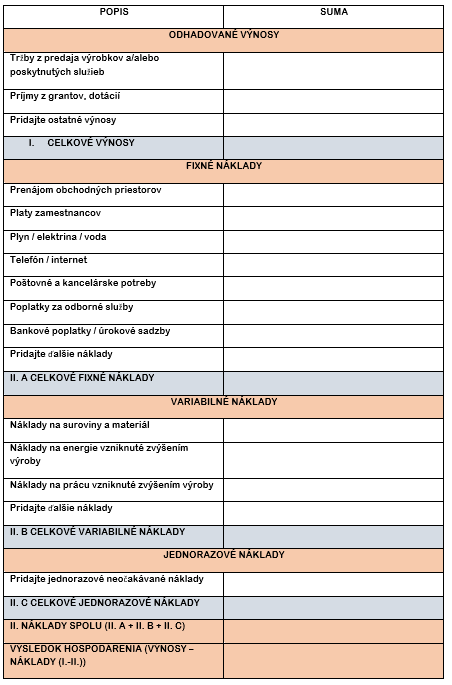 POPIS SUMA
ODHADOVANÉ VÝNOSY
Tržby z predaja výrobkov a/alebo
poskytnutých služieb
Príjmy z grantov, dotácií
Pridajte ostatné výnosy
I. CELKOVÉ VÝNOSY
FIXNÉ NÁKLADY
Prenájom obchodných priestorov
Platy zamestnancov
Plyn / elektrina / voda
Telefón / internet
Poštovné a kancelárske potreby
Poplatky za odborné služby
Bankové poplatky / úrokové sadzby
Pridajte ďalšie náklady
II. A CELKOVÉ FIXNÉ NÁKLADY
VARIABILNÉ NÁKLADY
Náklady na suroviny a materiál
Náklady na energie vzniknuté zvýšením
výroby
Náklady na prácu vzniknuté zvýšením výroby
Pridajte ďalšie náklady
II. B CELKOVÉ VARIABILNÉ NÁKLADY
JEDNORAZOVÉ NÁKLADY
Pridajte jednorazové neočakávané náklady
II. C CELKOVÉ JEDNORAZOVÉ NÁKLADY
II. NÁKLADY SPOLU (II. A + II. B + II. C)
VÝSLEDOK HOSPODÁRENIA (VÝNOSY –
NÁKLADY (I.-II.))